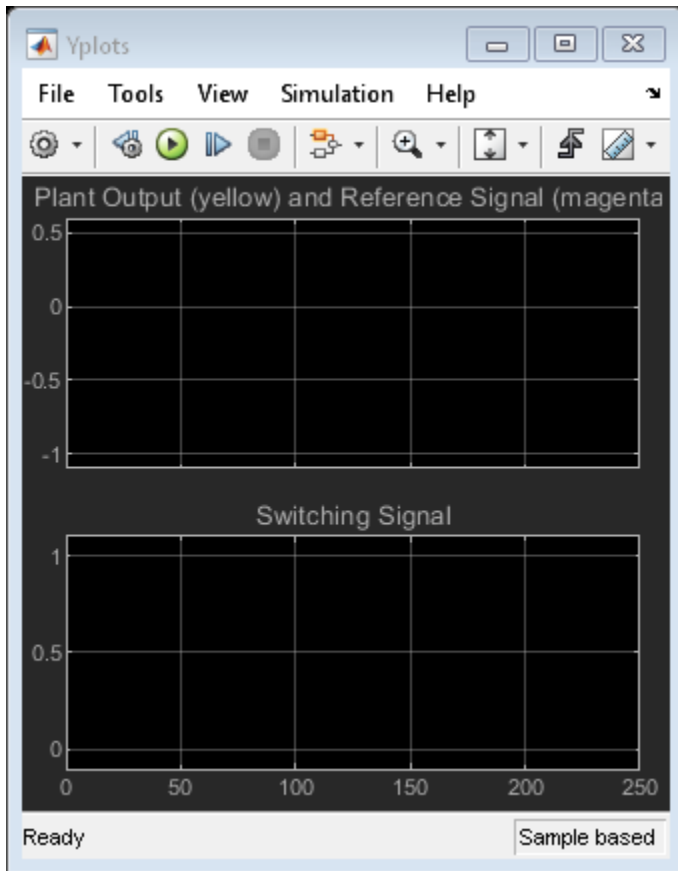 Yplots
File Tools View Simulation Help
Plant Output (yellow) and Reference Signal (magenta
0.5
0
-0.5
-1
Switching Signal
1
0.5
0
0 50 100 150 200 250
Ready Sample based